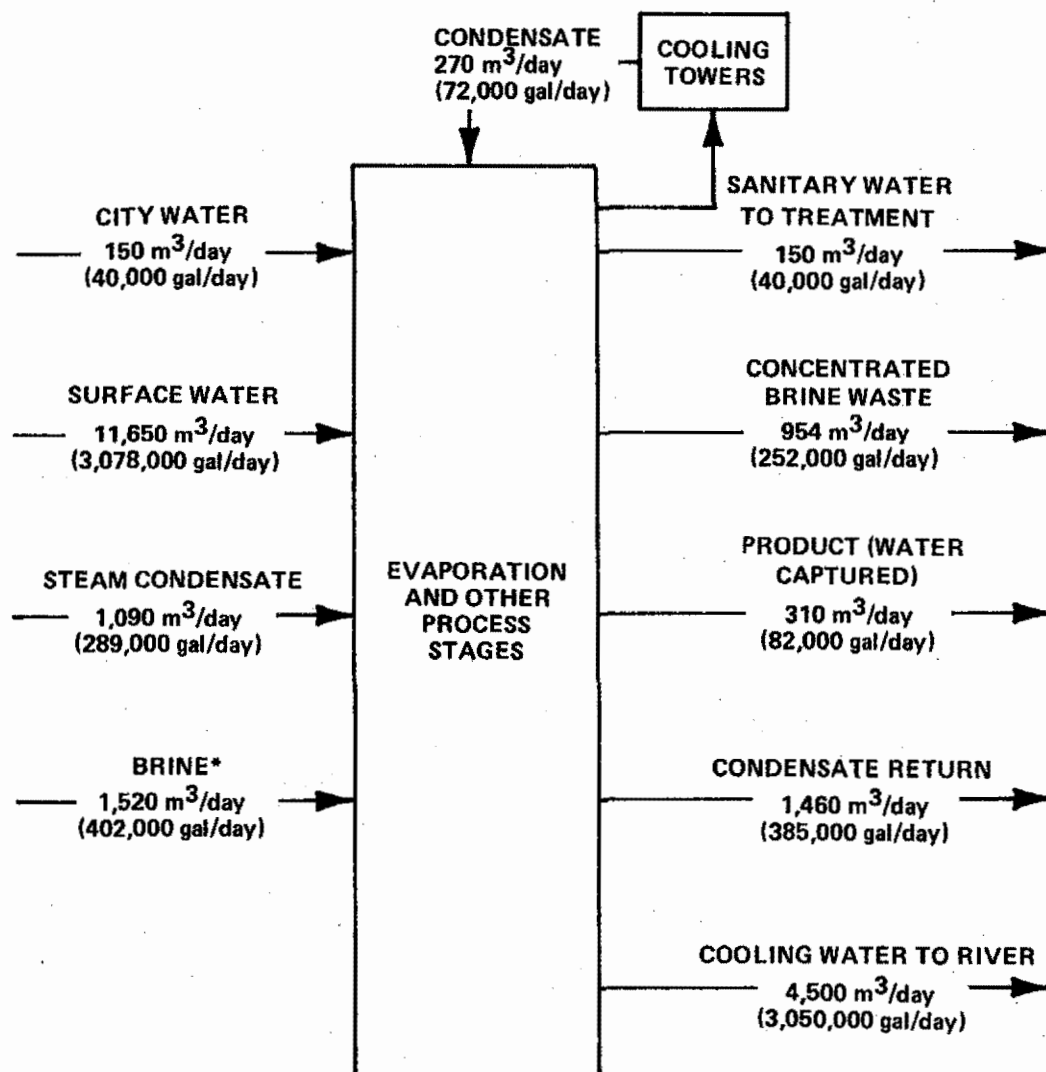 CONDENSATE
270 m³/day
(72,000 gal/day)
COOLING
TOWERS
CITY WATER
150 m³/day
(40,000 gal/day)
SANITARY WATER
TO TREATMENT
150 m³/day
(40,000 gal/day)
SURFACE WATER
11,650 m³/day
(3,078,000 gal/day)
CONCENTRATED
BRINE WASTE
954 m³/day
(252,000 gal/day)
STEAM CONDENSATE
1,090 m³/day
(289,000 gal/day)
EVAPORATION
AND OTHER
PROCESS
STAGES
PRODUCT (WATER
CAPTURED)
310 m³/day
(82,000 gal/day)
BRINE*
1,520 m³/day
(402,000 gal/day)
CONDENSATE RETURN
1,460 m³/day
(385,000 gal/day)
COOLING WATER TO RIVER
4,500 m³/day
(3,050,000 gal/day)